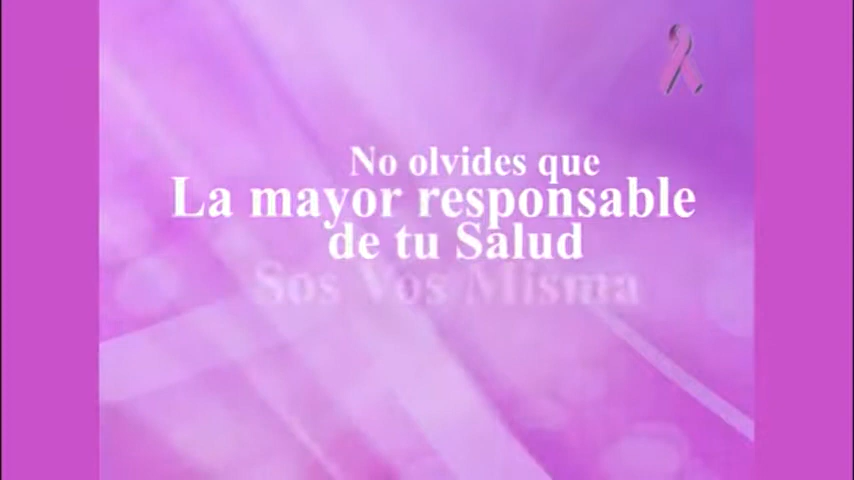 No olvides que
La mayor responsable
de tu Salud
Sos Vos Misma